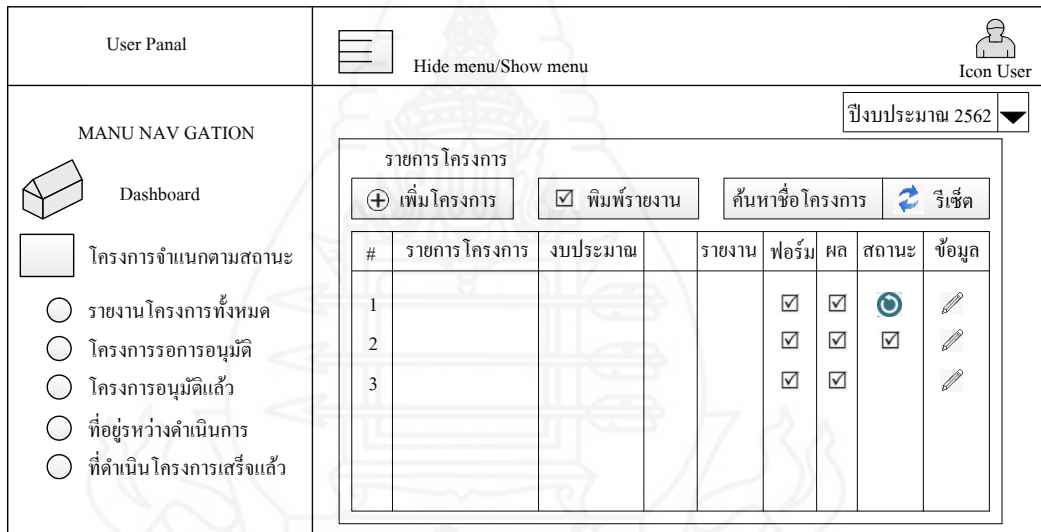 User Panal
Hide menu/Show menu
Icon User
ปีงบประมาณ 2562
MANU NAV GATION
Dashboard
โครงการจำแนกตามสถานะ
รายงานโครงการทั้งหมด
โครงการรอการอนุมัติ
โครงการอนุมัติแล้ว
ที่อยู่รหว่างดำเนินการ
ที่ดำเนินโครงการเสร็จแล้ว
รายการโครงการ
เพิ่มโครงการ พิมพ์รายงาน ค้นหาชื่อโครงการ รีเซ็ต
# รายการโครงการ งบประมาณ รายงาน ฟอร์ม ผล สถานะ ข้อมูล
1
2
3